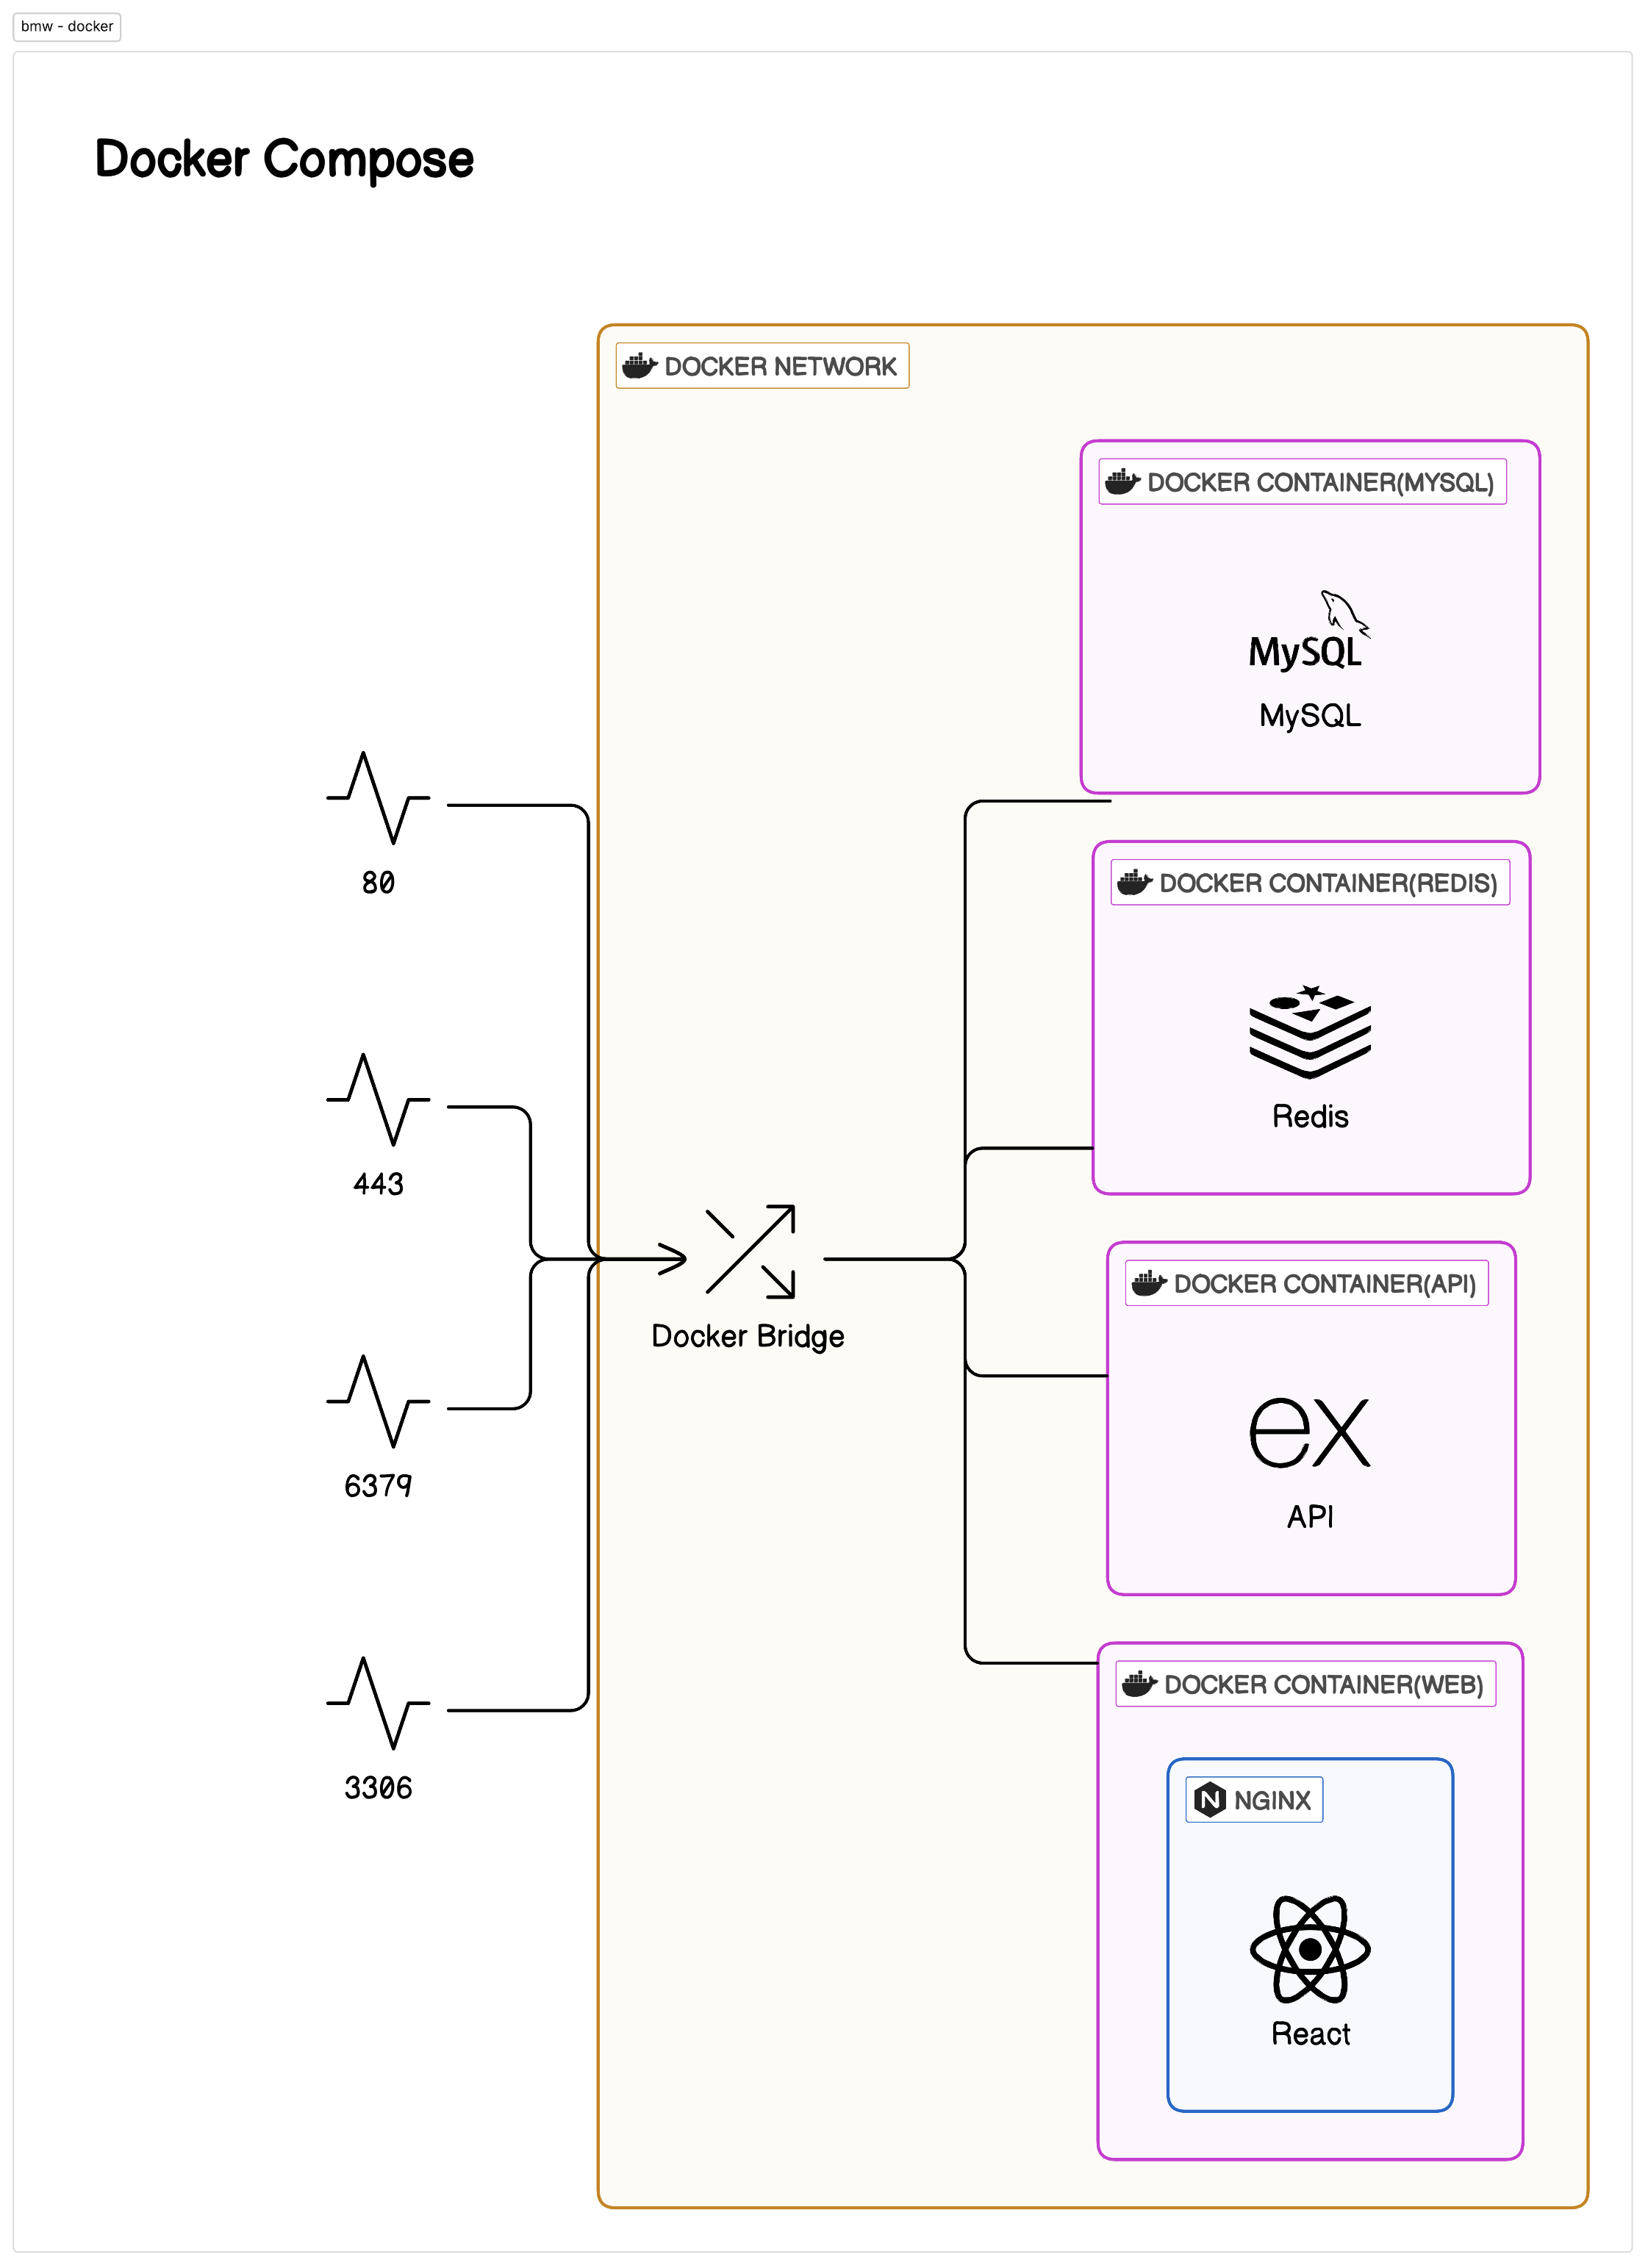 bmw - docker
Docker Compose
DOCKER NETWORK
DOCKER CONTAINER(MYSQL)
MySQL
MySQL
80
DOCKER CONTAINER(REDIS)
Redis
443
DOCKER CONTAINER(API)
Docker Bridge
ex
API
6379
DOCKER CONTAINER(WEB)
3306
N NGINX
React